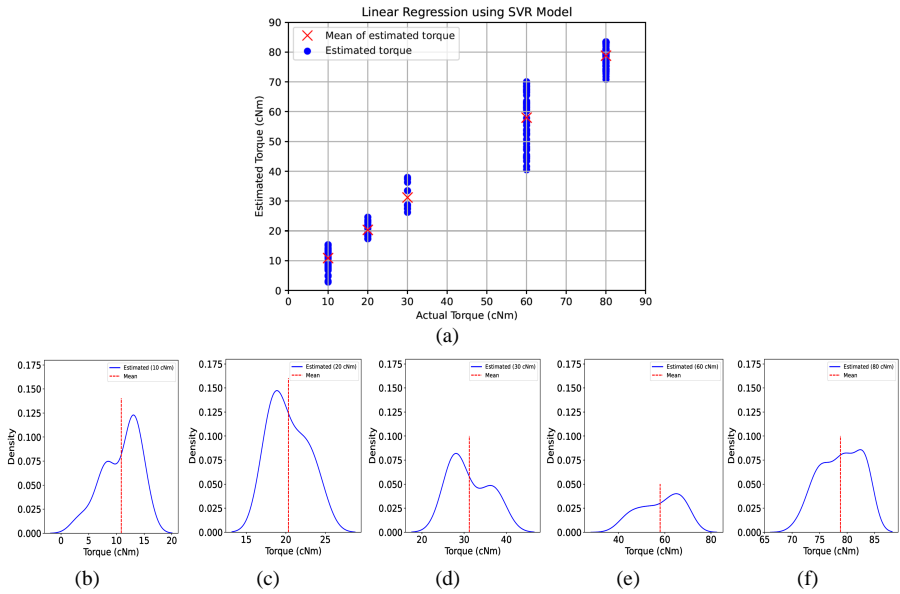 Linear Regression using SVR Model
90
80
70
60
50
40
30
20
10
0
Estimated Torque (cNm)
Mean of estimated torque
Estimated torque
0 10 20 30 40 50 60 70 80 90
Actual Torque (cNm)
(a)
0.175
0.150
0.125
0.100
0.075
0.050
0.025
0.000
Density
Estimated (10 cNm)
Mean
0 5 10 15 20
Torque (cNm)
(b)
0.175
0.150
0.125
0.100
0.075
0.050
0.025
0.000
Density
Estimated (20 cNm)
Mean
15 20 25
Torque (cNm)
(c)
0.175
0.150
0.125
0.100
0.075
0.050
0.025
0.000
Density
Estimated (30 cNm)
Mean
20 30 40
Torque (cNm)
(d)
0.175
0.150
0.125
0.100
0.075
0.050
0.025
0.000
Density
Estimated (60 cNm)
Mean
40 60 80
Torque (cNm)
(e)
0.175
0.150
0.125
0.100
0.075
0.050
0.025
0.000
Density
Estimated (80 cNm)
Mean
65 70 75 80 85
Torque (cNm)
(f)